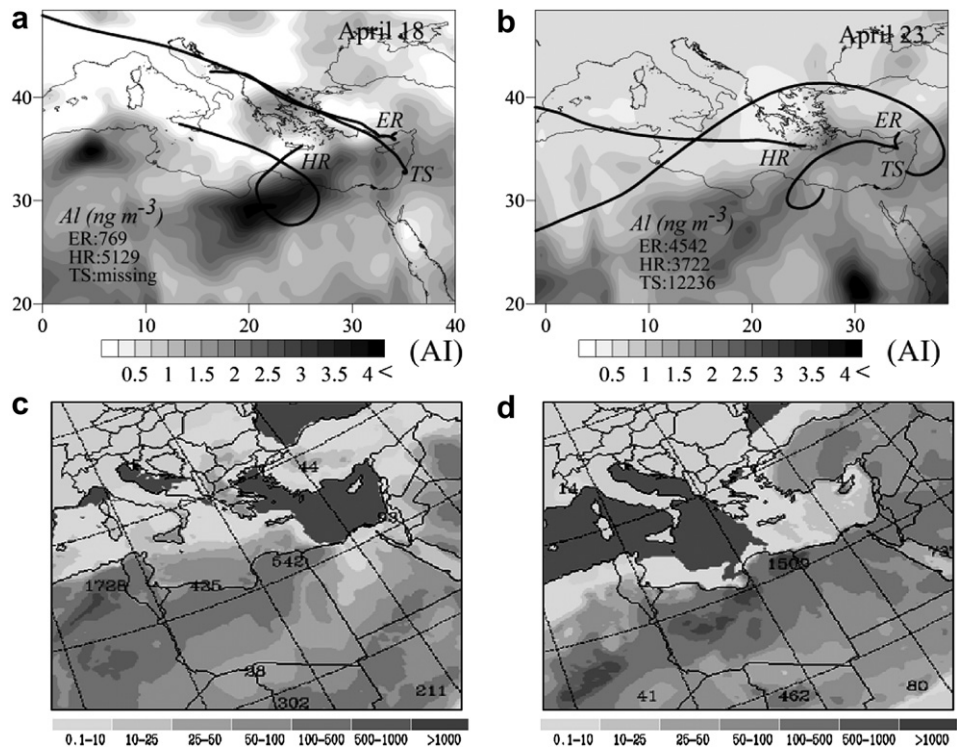 a
April 18
40
30
20
0
10
20
30
40
ER
HR
TS
Al (ng m-3)
ER:769
HR:5129
TS:missing
0.5 1 1.5 2 2.5 3 3.5 4 <
(AI)
b
April 23
40
30
20
0
10
20
30
ER
HR
TS
Al (ng m-3)
ER:4542
HR:3722
TS:12236
0.5 1 1.5 2 2.5 3 3.5 4 <
(AI)
c
44
542
1728
435
28
302
211
0.1-10 10-25 25-50 50-100 100-500 500-1000 >1000
d
14
1509
41
462
80
0.1-10 10-25 25-50 50-100 100-500 500-1000 >1000